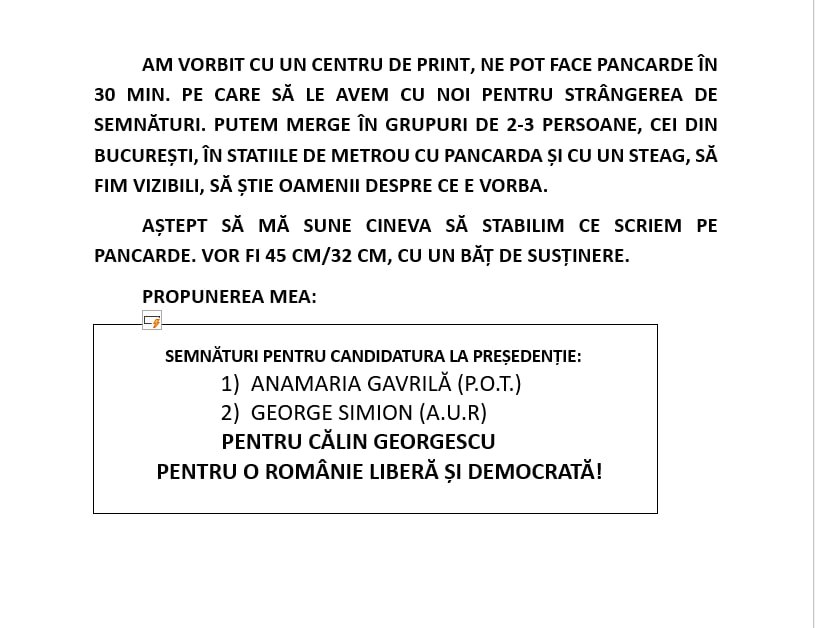 AM VORBIT CU UN CENTRU DE PRINT, NE POT FACE PANCARDE ÎN
30 MIN. PE CARE SĂ LE AVEM CU NOI PENTRU STRÂNGEREA DE
SEMNĂTURI. PUTEM MERGE ÎN GRUPURI DE 2-3 PERSOANE, CEI DIN
BUCUREȘTI, ÎN STATIILE DE METROU CU PANCARDA ȘI CU UN STEAG, SĂ
FIM VIZIBILI, SĂ ȘTIE OAMENII DESPRE CE E VORBA.
AȘTEPT SĂ MĂ SUNE CINEVA SĂ STABILIM CE SCRIEM PE
PANCARDE. VOR FI 45 CM/32 CM, CU UN BĂȚ DE SUSȚINERE.
PROPUNEREA MEA:
SEMNĂTURI PENTRU CANDIDATURA LA PREȘEDENȚIE:
1) ANAMARIA GAVRILĂ (P.O.T.)
2) GEORGE SIMION (A.U.R)
PENTRU CĂLIN GEORGESCU
PENTRU O ROMÂNIE LIBERĂ ȘI DEMOCRATĂ!